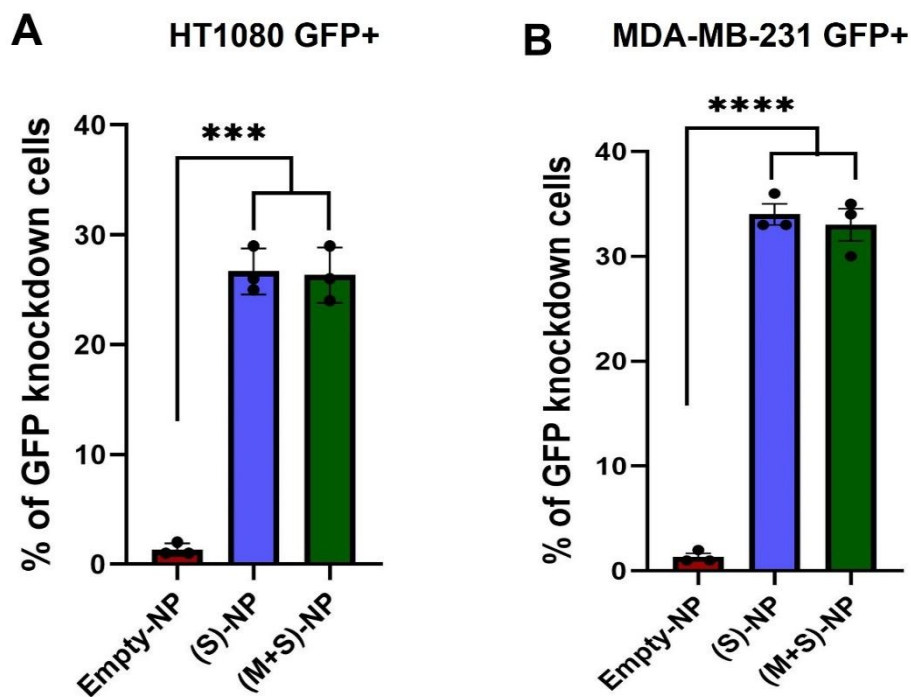 A
HT1080 GFP+
% of GFP knockdown cells
40
30
20
10
0
***
Empty-NP
(S)-NP
(M+S)-NP
B
MDA-MB-231 GFP+
% of GFP knockdown cells
40
30
20
10
0
****
Empty-NP
(S)-NP
(M+S)-NP